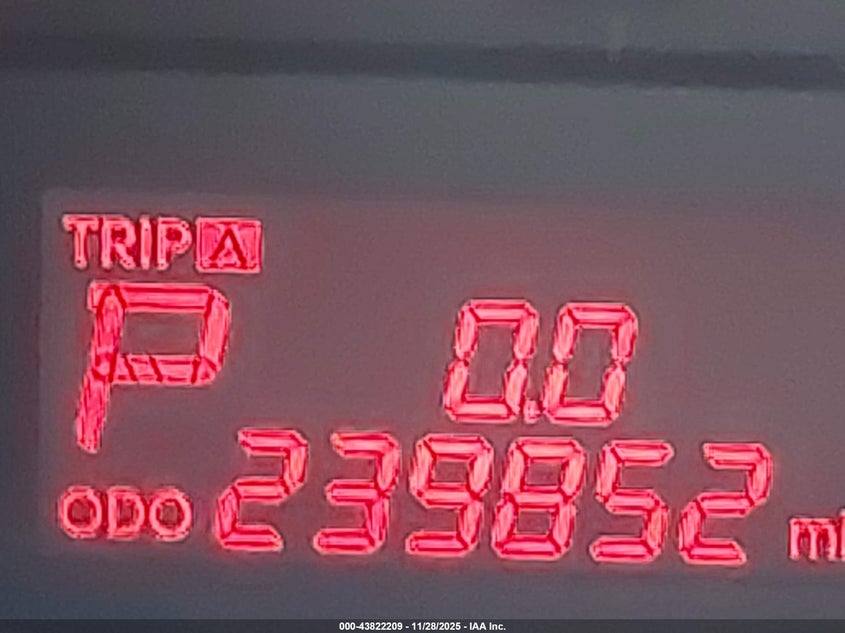 TRIP A
P 0.0
ODO 239852 mi
000-43822209 - 11/28/2025 - IAA Inc.